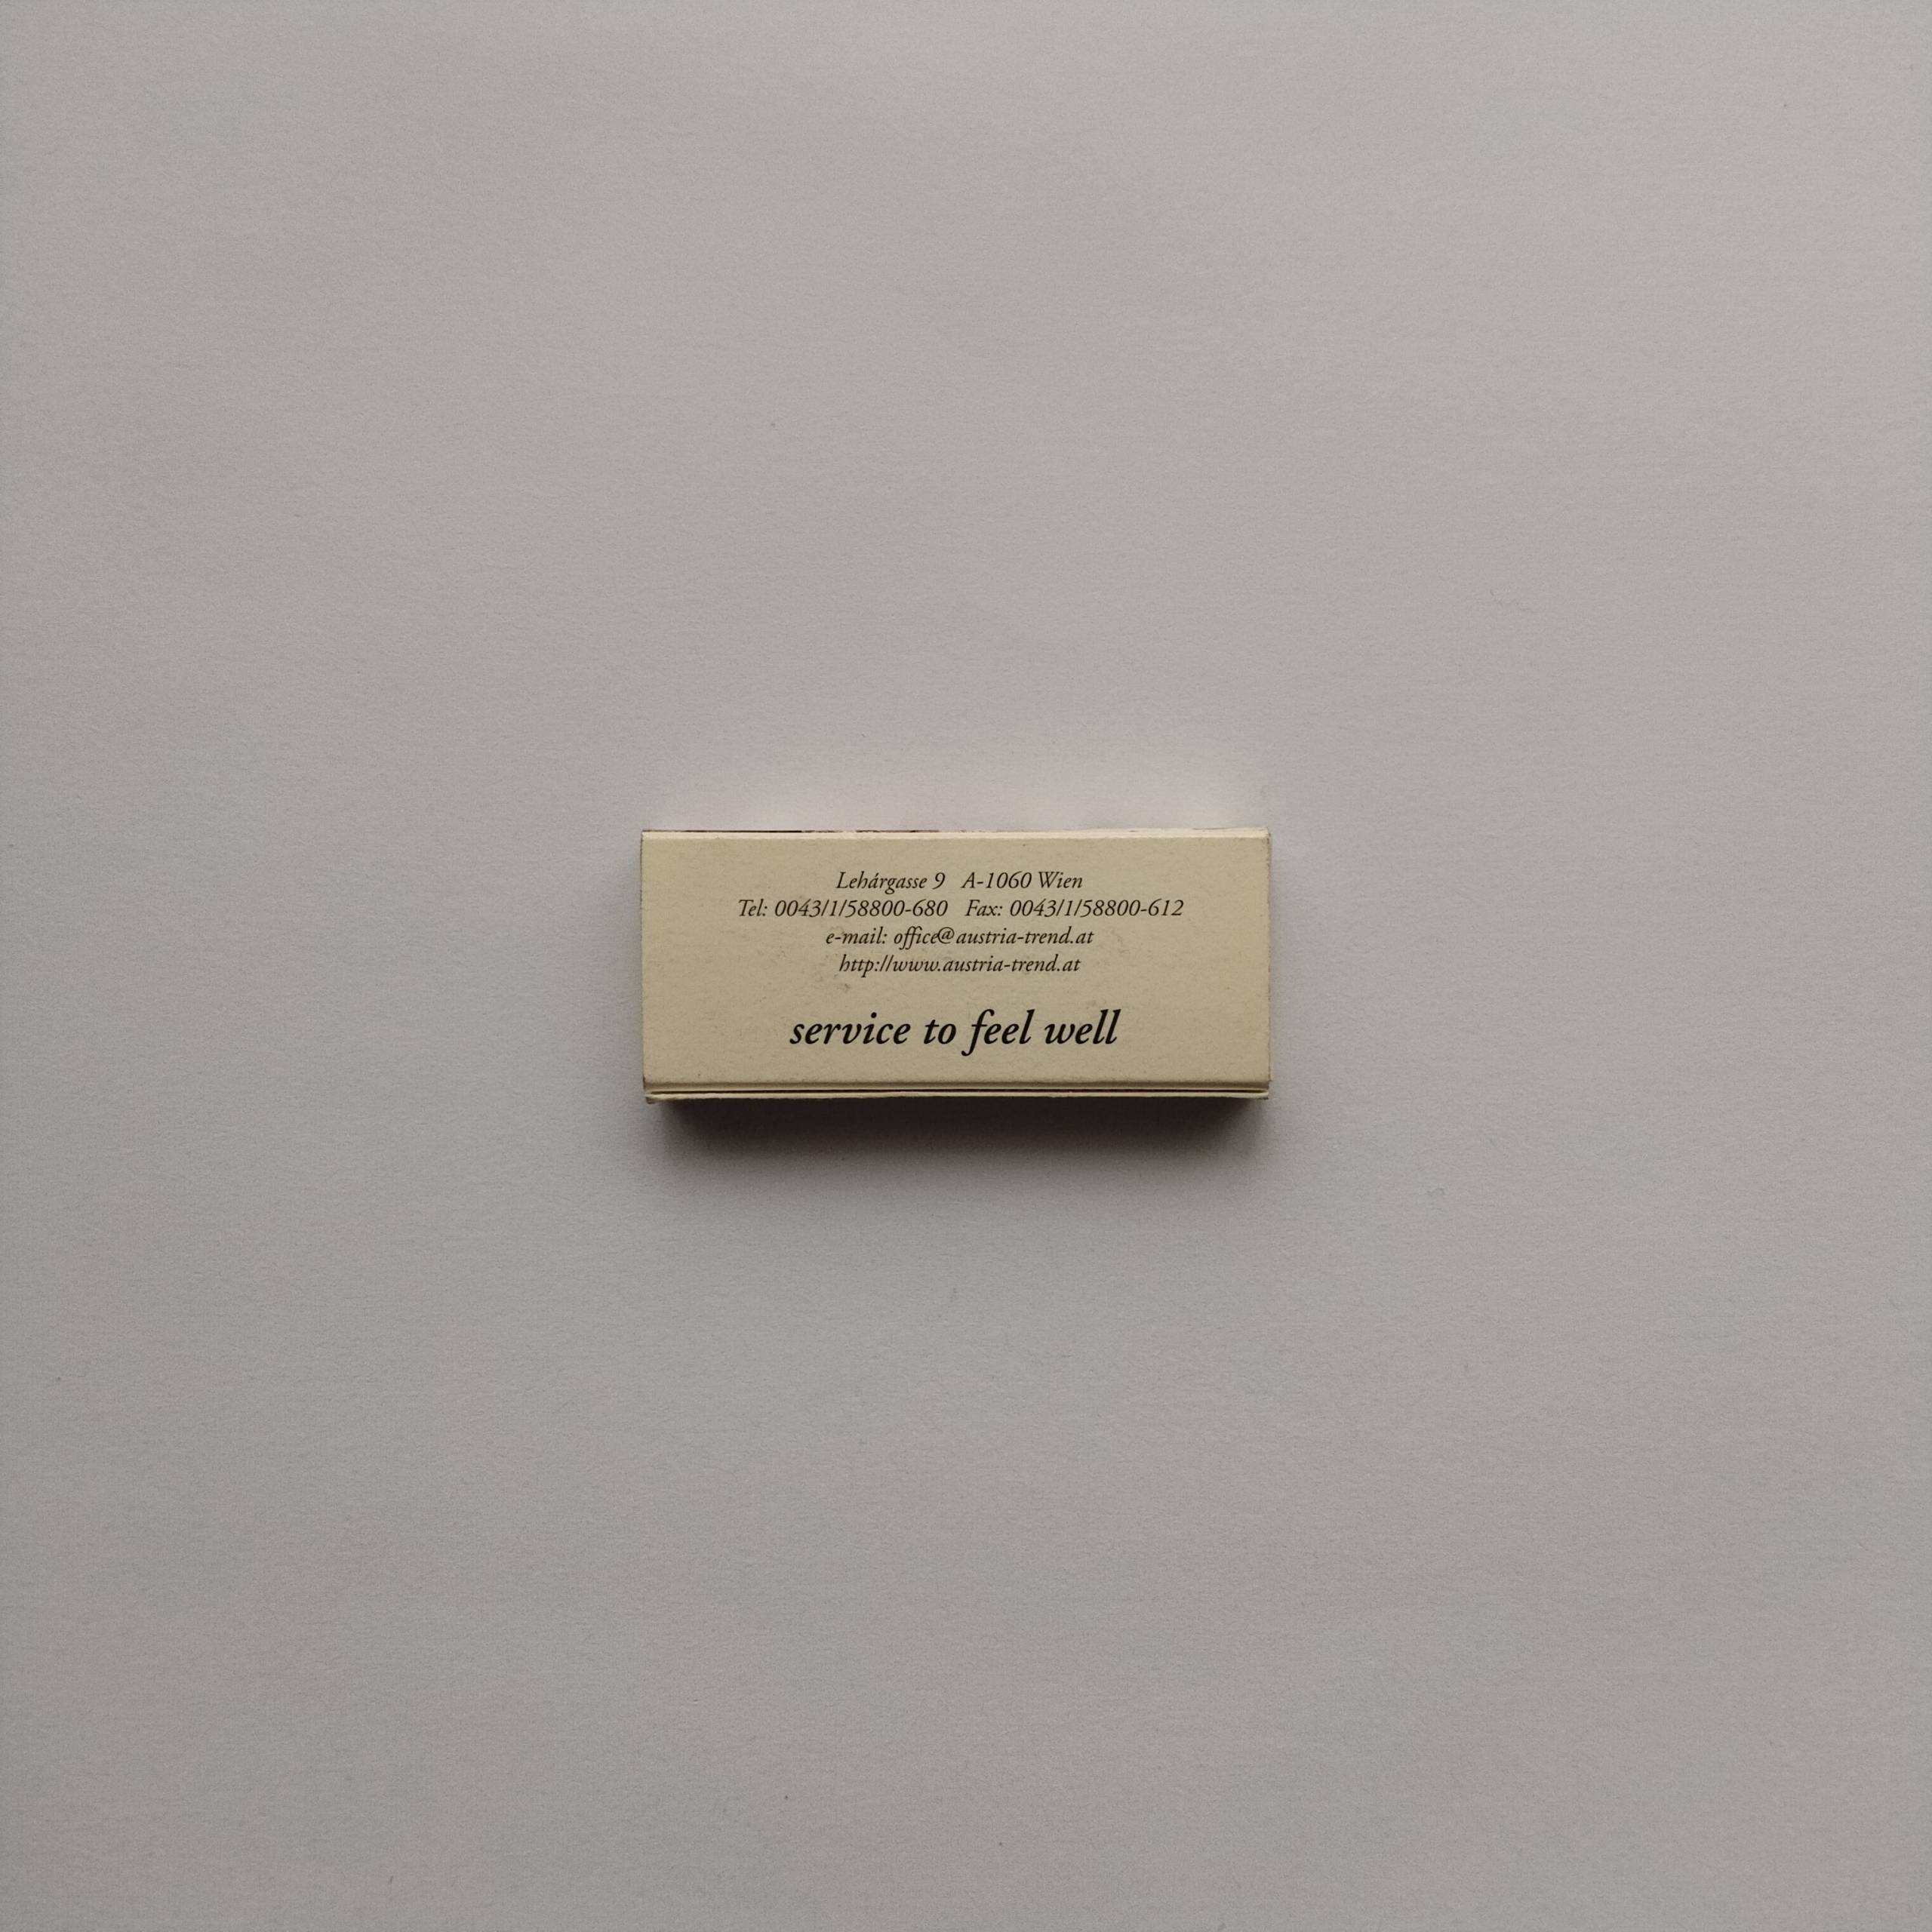 Lehárgasse 9 A-1060 Wien
Tel: 0043/1/58800-680 Fax: 0043/1/58800-612
e-mail: office@austria-trend.at
http://www.austria-trend.at
service to feel well